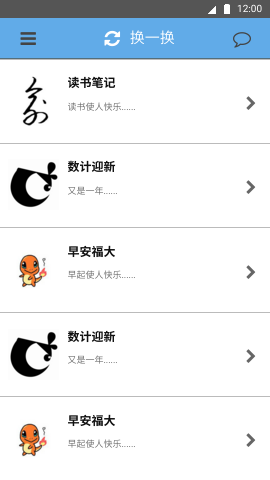 12:00
换一换
读书笔记
读书使人快乐......
数计迎新
又是一年......
早安福大
早起使人快乐......
数计迎新
又是一年......
早安福大
早起使人快乐......